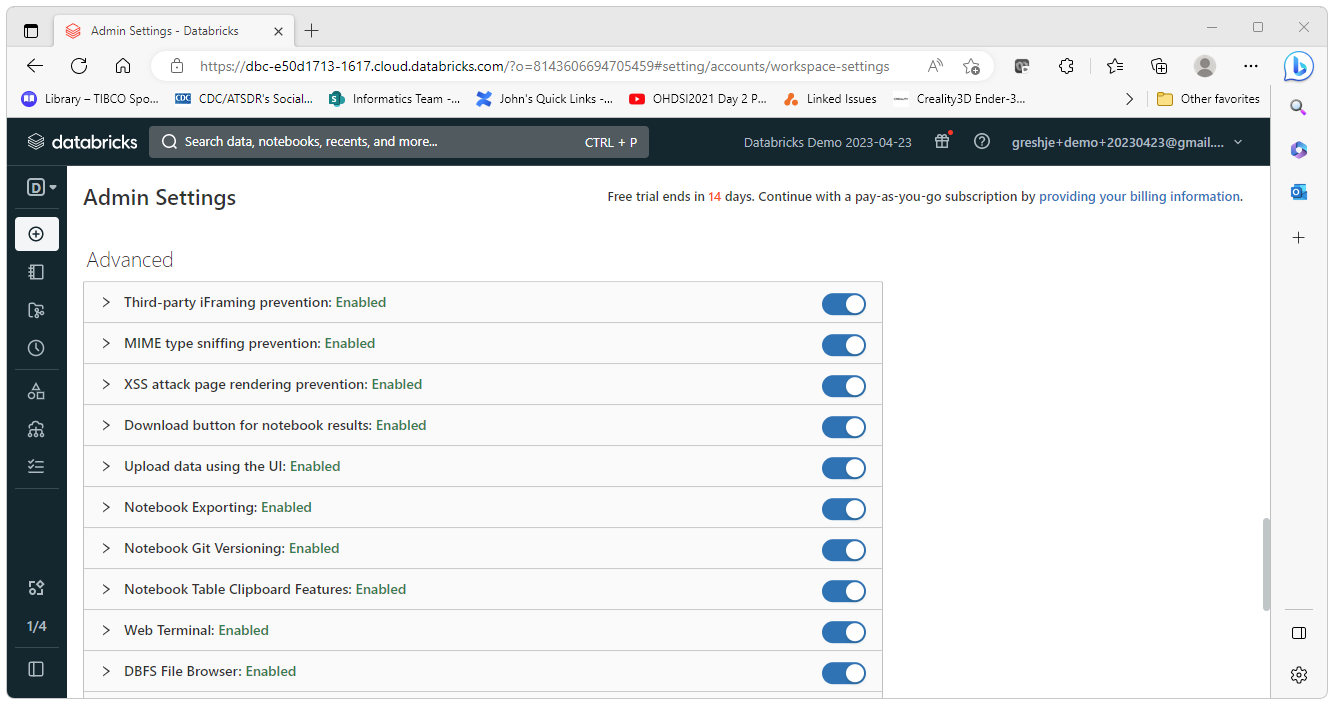 Admin Settings - Databricks
https://dbc-e50d1713-1617.cloud.databricks.com/?o=8143606694705459#setting/accounts/workspace-settings
Library – TIBCO Spo... CDC CDC/ATSDR's Social... Informatics Team -... John's Quick Links -... OHDSI2021 Day 2 P... Linked Issues Creality3D Ender-3... Other favorites
databricks Search data, notebooks, recents, and more... CTRL + P Databricks Demo 2023-04-23 greshje+demo+20230423@gmail....
D Admin Settings Free trial ends in 14 days. Continue with a pay-as-you-go subscription by providing your billing information.
Advanced
Third-party iFraming prevention: Enabled
MIME type sniffing prevention: Enabled
XSS attack page rendering prevention: Enabled
Download button for notebook results: Enabled
Upload data using the UI: Enabled
Notebook Exporting: Enabled
Notebook Git Versioning: Enabled
Notebook Table Clipboard Features: Enabled
1/4 Web Terminal: Enabled
DBFS File Browser: Enabled